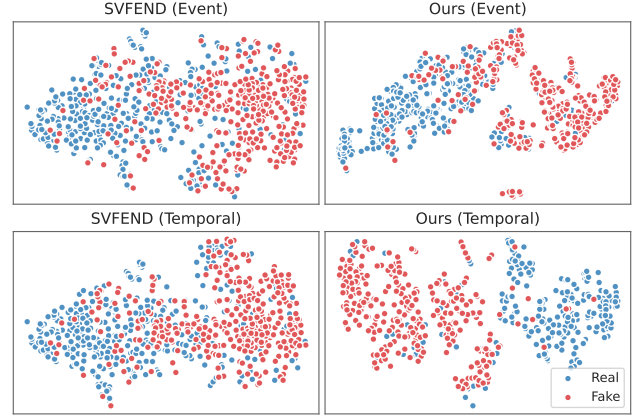 SVFEND (Event)
Ours (Event)
SVFEND (Temporal)
Ours (Temporal)
Real
Fake